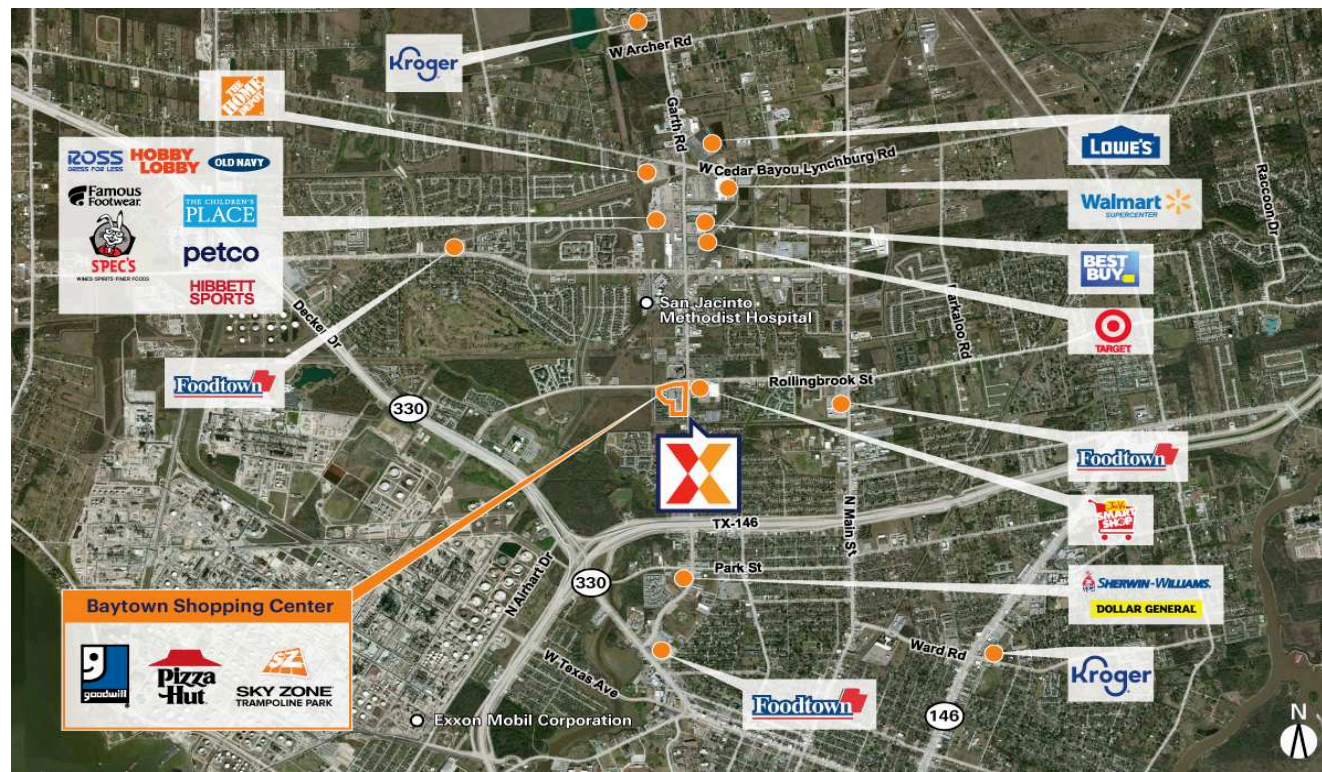 Kroger
W Archer Rd
THE
HOME
DEPOT
Garth Rd
LOWE'S
W Cedar Bayou Lynchburg Rd
ROSS
DRESS FOR LESS
HOBBY
LOBBY
OLD NAVY
Famous
Footwear
THE CHILDREN'S
PLACE
SPEC'S
WINES·SPIRITS·FINER FOODS
petco
HIBBETT
SPORTS
Walmart
SUPERCENTER
Raccoon Dr
BEST
BUY
San Jacinto
Methodist Hospital
TARGET
Decker Dr
Foodtown
Rollingbrook St
330
Foodtown
SMART
SHOP
TX-146
N Main St
Park St
330
N Airhart Dr
SHERWIN-WILLIAMS.
DOLLAR GENERAL
Baytown Shopping Center
goodwill
Pizza
Hut
SZ
SKY ZONE
TRAMPOLINE PARK
W Texas Ave
Ward Rd
Kroger
Foodtown
146
Exxon Mobil Corporation
N